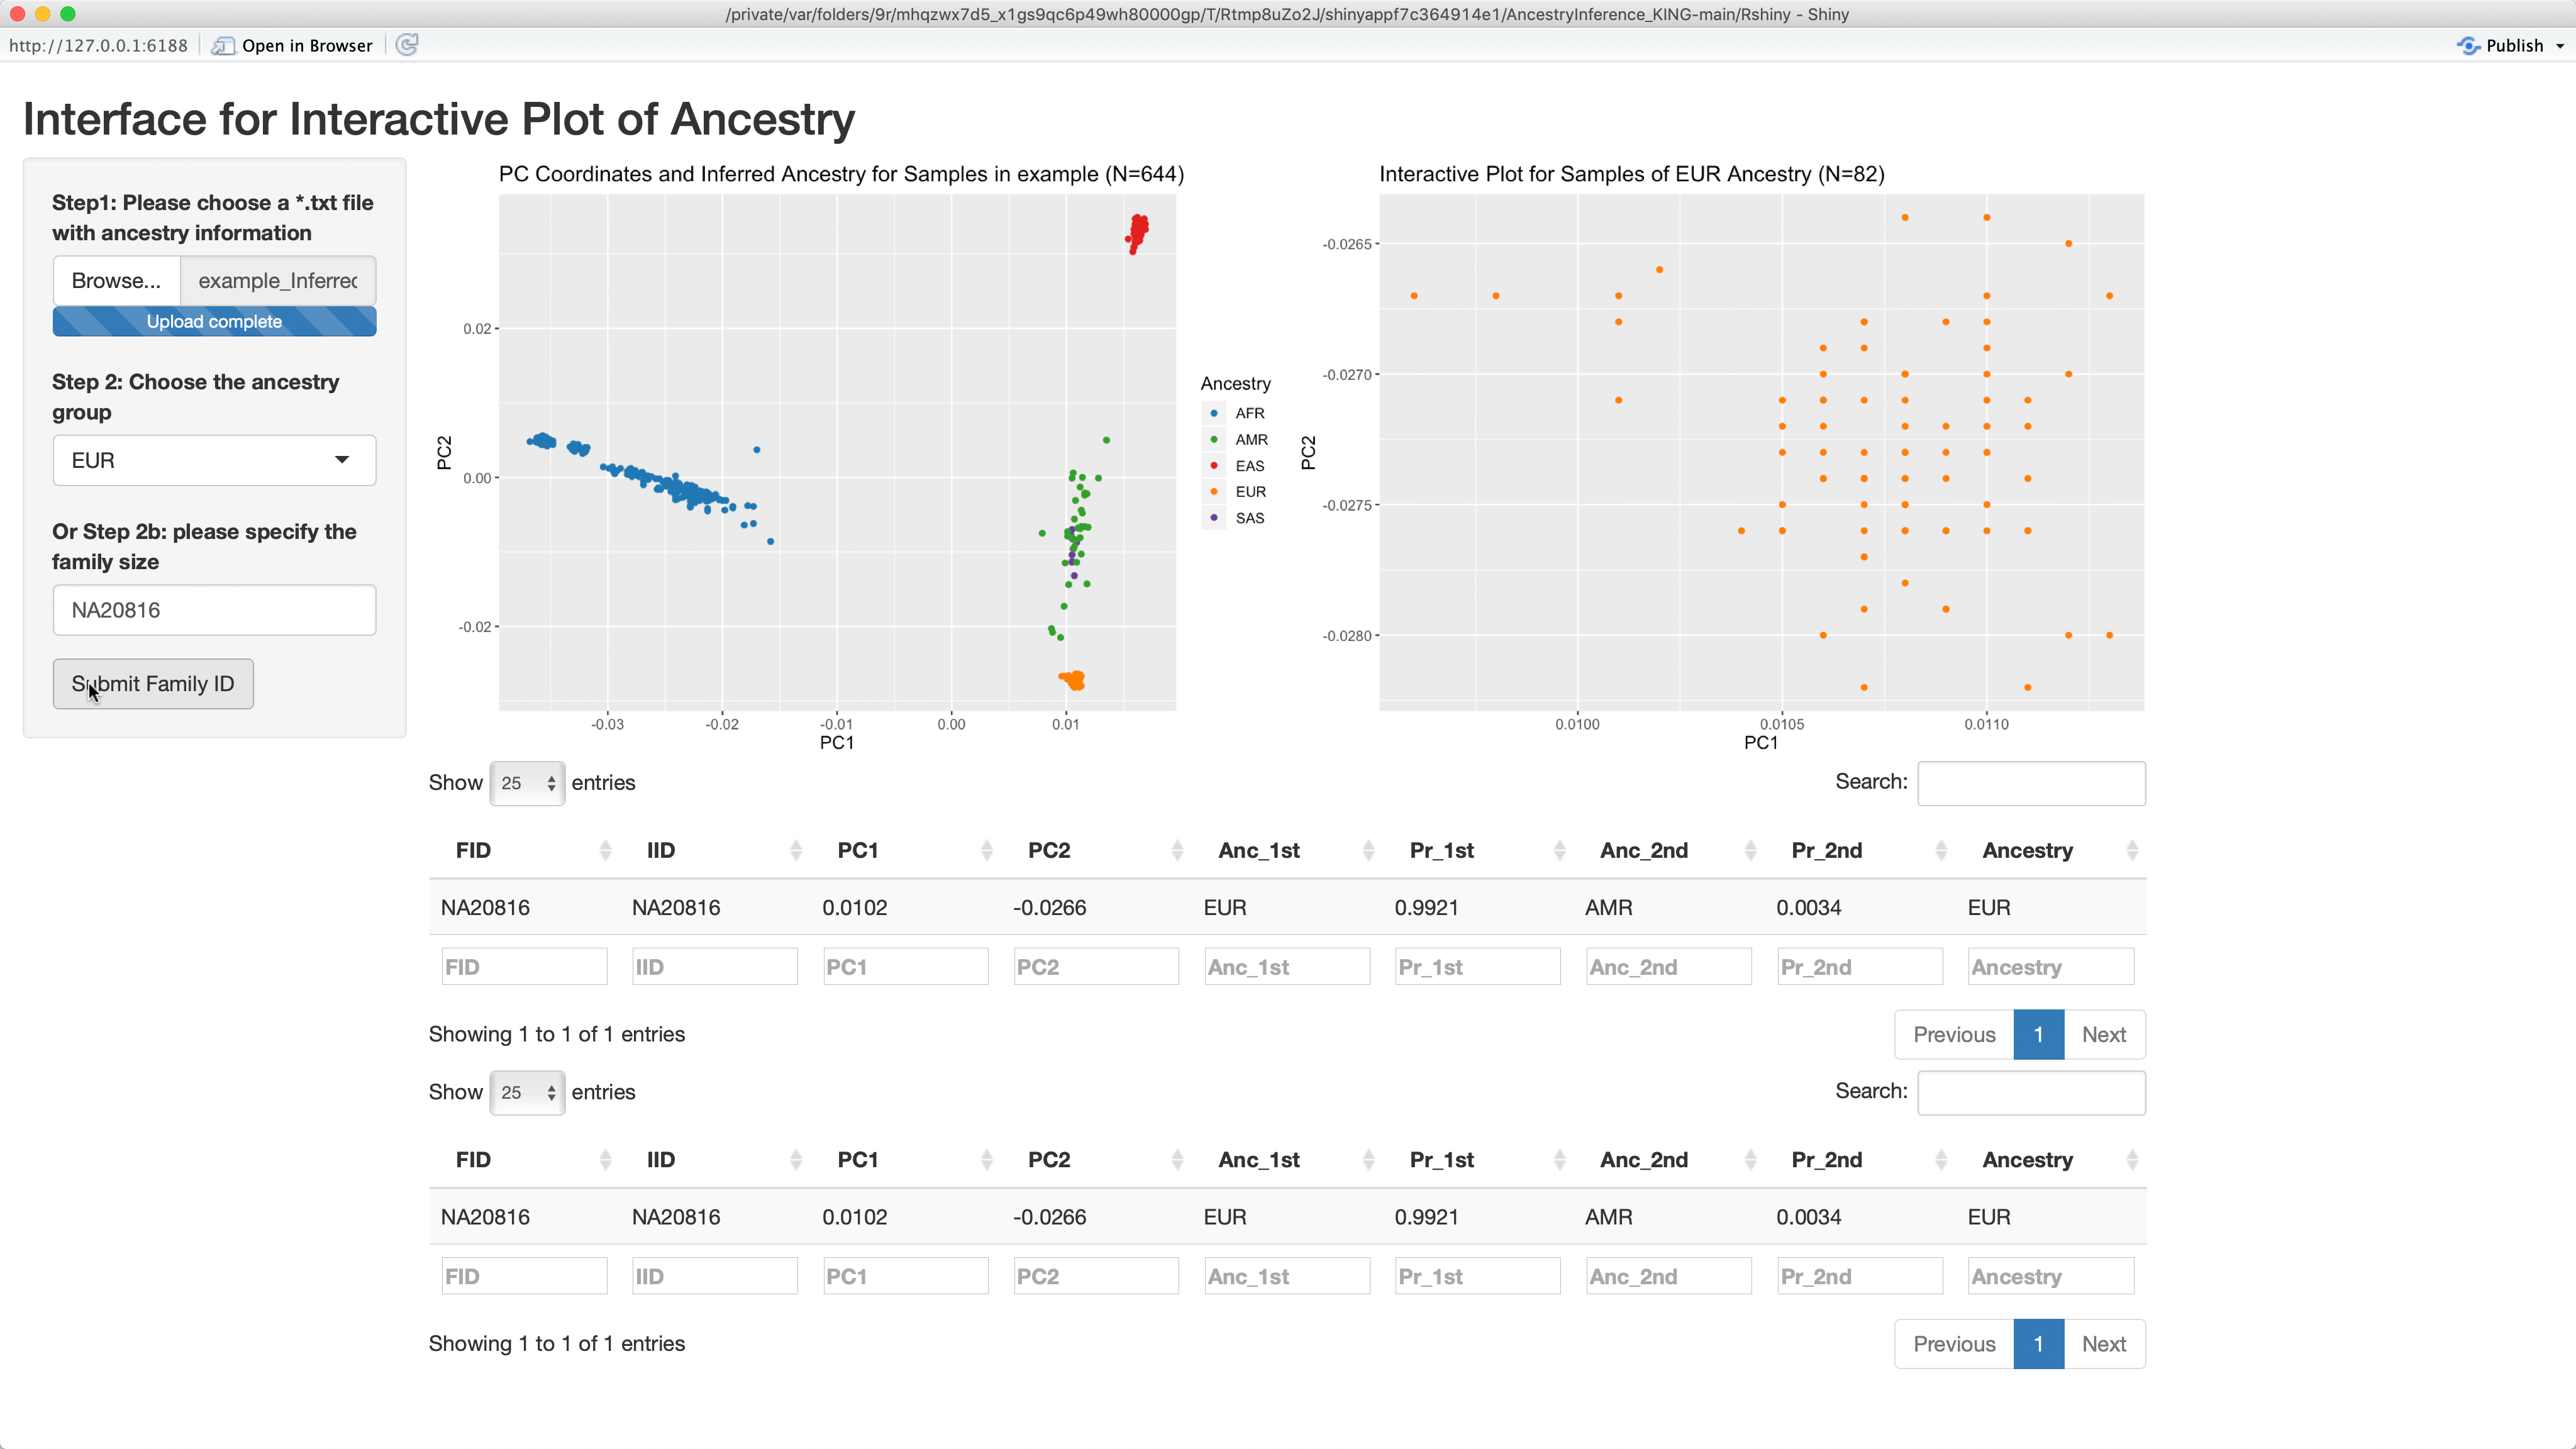 /private/var/folders/9r/mhqzwx7d5_x1gs9qc6p49wh80000gp/T/Rtmp8uZo2J/shinyappf7c364914e1/AncestryInference_KING-main/Rshiny - Shiny
http://127.0.0.1:6188 Open in Browser Publish
Interface for Interactive Plot of Ancestry
Step1: Please choose a *.txt file
with ancestry information
Browse... example_Inferred
Upload complete
Step 2: Choose the ancestry
group
EUR
Or Step 2b: please specify the
family size
NA20816
Submit Family ID
PC Coordinates and Inferred Ancestry for Samples in example (N=644)
PC2
0.02
0.00
-0.02
-0.03 -0.02 -0.01 0.00 0.01
PC1
Ancestry
AFR
AMR
EAS
EUR
SAS
Interactive Plot for Samples of EUR Ancestry (N=82)
PC2
-0.0265
-0.0270
-0.0275
-0.0280
0.0100 0.0105 0.0110
PC1
Show 25 entries Search:
FID IID PC1 PC2 Anc_1st Pr_1st Anc_2nd Pr_2nd Ancestry
NA20816 NA20816 0.0102 -0.0266 EUR 0.9921 AMR 0.0034 EUR
FID IID PC1 PC2 Anc_1st Pr_1st Anc_2nd Pr_2nd Ancestry
Showing 1 to 1 of 1 entries Previous 1 Next
Show 25 entries Search:
FID IID PC1 PC2 Anc_1st Pr_1st Anc_2nd Pr_2nd Ancestry
NA20816 NA20816 0.0102 -0.0266 EUR 0.9921 AMR 0.0034 EUR
FID IID PC1 PC2 Anc_1st Pr_1st Anc_2nd Pr_2nd Ancestry
Showing 1 to 1 of 1 entries Previous 1 Next